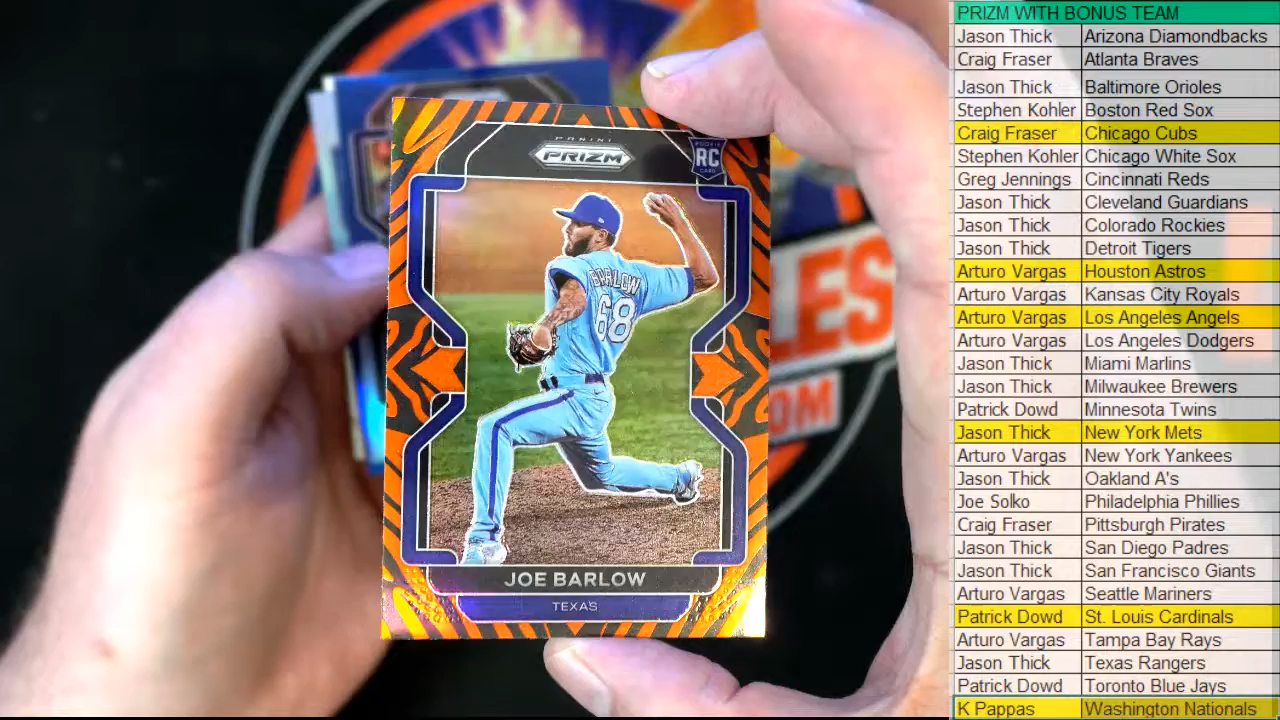 PANINI
PRIZM
ROOKIE
RC
CARD
BARLOW
68
JOE BARLOW
TEXAS
LES
OM
PRIZM WITH BONUS TEAM
Jason Thick Arizona Diamondbacks
Craig Fraser Atlanta Braves
Jason Thick Baltimore Orioles
Stephen Kohler Boston Red Sox
Craig Fraser Chicago Cubs
Stephen Kohler Chicago White Sox
Greg Jennings Cincinnati Reds
Jason Thick Cleveland Guardians
Jason Thick Colorado Rockies
Jason Thick Detroit Tigers
Arturo Vargas Houston Astros
Arturo Vargas Kansas City Royals
Arturo Vargas Los Angeles Angels
Arturo Vargas Los Angeles Dodgers
Jason Thick Miami Marlins
Jason Thick Milwaukee Brewers
Patrick Dowd Minnesota Twins
Jason Thick New York Mets
Arturo Vargas New York Yankees
Jason Thick Oakland A's
Joe Solko Philadelphia Phillies
Craig Fraser Pittsburgh Pirates
Jason Thick San Diego Padres
Jason Thick San Francisco Giants
Arturo Vargas Seattle Mariners
Patrick Dowd St. Louis Cardinals
Arturo Vargas Tampa Bay Rays
Jason Thick Texas Rangers
Patrick Dowd Toronto Blue Jays
K Pappas Washington Nationals